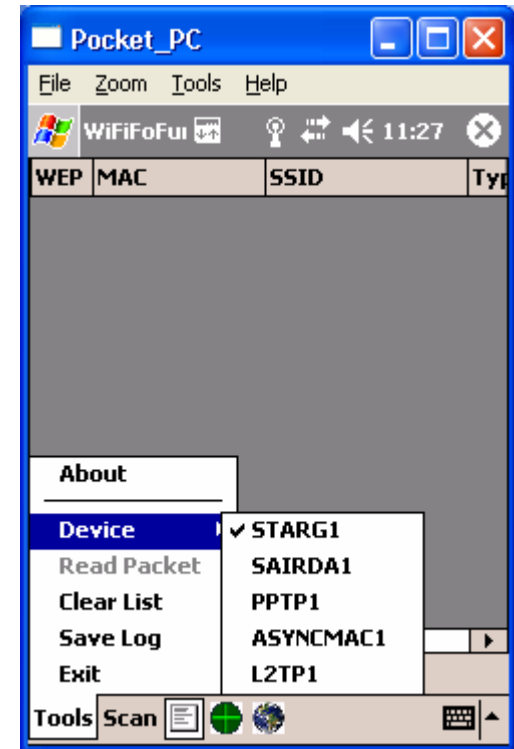 Pocket_PC
File Zoom Tools Help
WiFiFoFu 11:27
WEP MAC SSID Typ
About
Device STARG1
Read Packet SAIRDA1
Clear List PPTP1
Save Log ASYNCMAC1
Exit L2TP1
Tools Scan